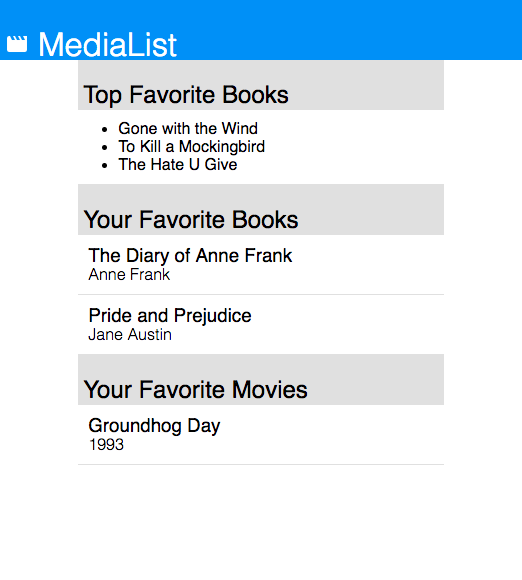 MediaList
Top Favorite Books
• Gone with the Wind
• To Kill a Mockingbird
• The Hate U Give
Your Favorite Books
The Diary of Anne Frank
Anne Frank
Pride and Prejudice
Jane Austin
Your Favorite Movies
Groundhog Day
1993